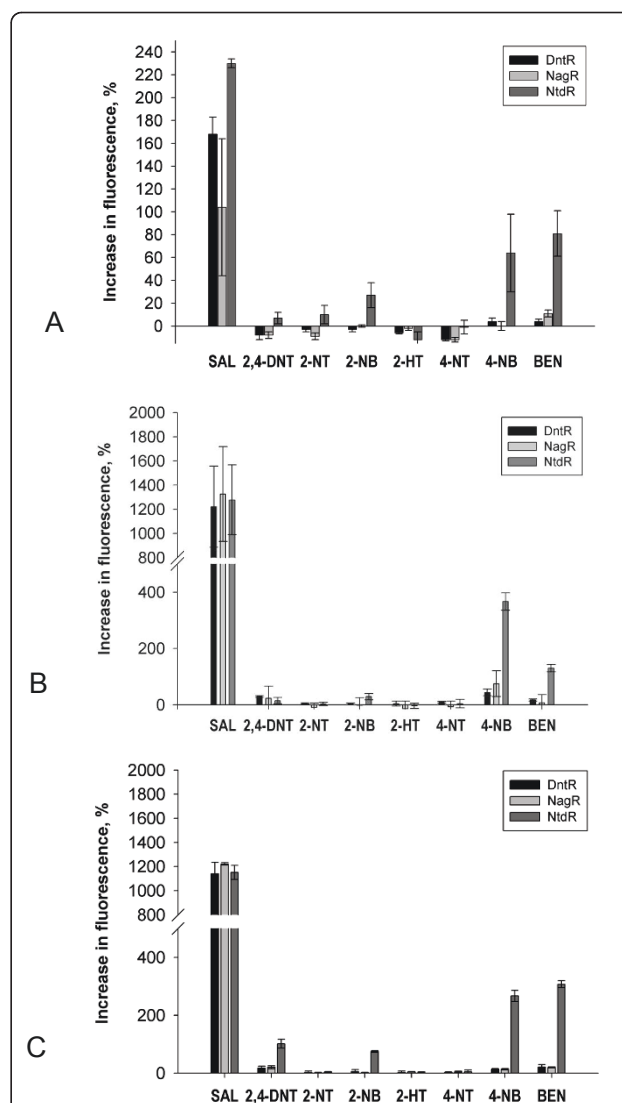 Increase in fluorescence, %
240
220
200
180
160
140
120
100
80
60
40
20
0
DntR
NagR
NtdR
A
SAL 2,4-DNT 2-NT 2-NB 2-HT 4-NT 4-NB BEN
Increase in fluorescence, %
2000
1800
1600
1400
1200
1000
800
400
200
0
DntR
NagR
NtdR
B
SAL 2,4-DNT 2-NT 2-NB 2-HT 4-NT 4-NB BEN
Increase in fluorescence, %
2000
1800
1600
1400
1200
1000
800
400
200
0
DntR
NagR
NtdR
C
SAL 2,4-DNT 2-NT 2-NB 2-HT 4-NT 4-NB BEN